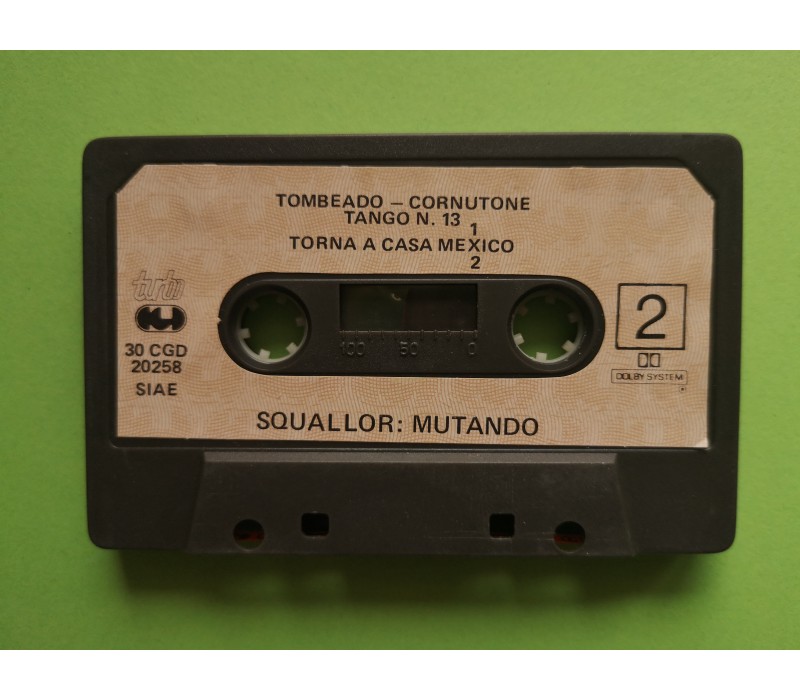 TOMBEADO – CORNUTONE
TANGO N. 13
1
TORNA A CASA MEXICO
2
turbo
30 CGD
20258
SIAE
2
DOLBY SYSTEM
100 50 0
SQUALLOR: MUTANDO